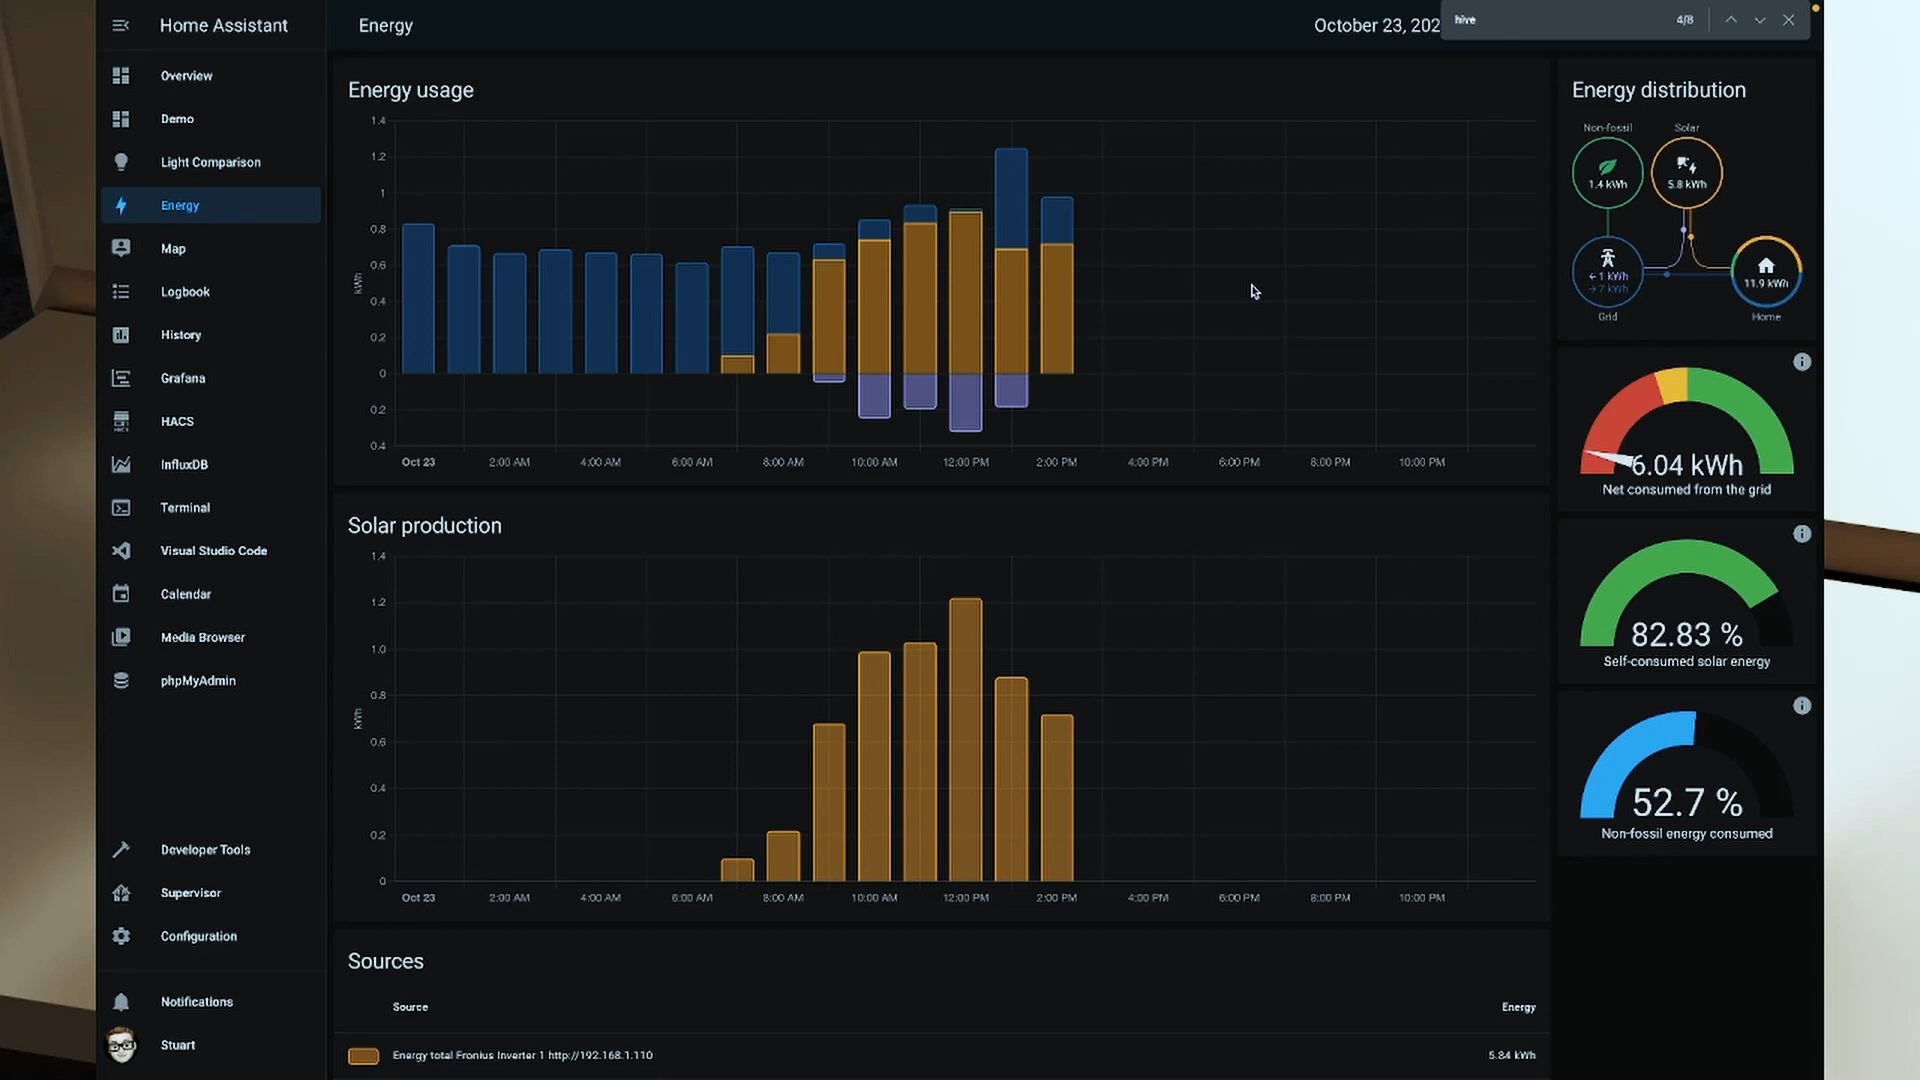 Home Assistant
Energy
October 23, 202
hive
4/8
Overview
Demo
Light Comparison
Energy
Map
Logbook
History
Grafana
HACS
InfluxDB
Terminal
Visual Studio Code
Calendar
Media Browser
phpMyAdmin
Developer Tools
Supervisor
Configuration
Notifications
Stuart
Energy usage
1.4
1.2
1
0.8
0.6
0.4
0.2
0
0.2
0.4
kWh
Oct 23
2:00 AM
4:00 AM
6:00 AM
8:00 AM
10:00 AM
12:00 PM
2:00 PM
4:00 PM
6:00 PM
8:00 PM
10:00 PM
Solar production
1.4
1.2
1.0
0.8
0.6
0.4
0.2
0
kWh
Oct 23
2:00 AM
4:00 AM
6:00 AM
8:00 AM
10:00 AM
12:00 PM
2:00 PM
4:00 PM
6:00 PM
8:00 PM
10:00 PM
Sources
Source
Energy
Energy total Fronius Inverter 1 http://192.168.1.110
5.84 kWh
Energy distribution
Non-fossil
Solar
1.4 kWh
5.8 kWh
←1 kWh
→7 kWh
11.9 kWh
Grid
Home
6.04 kWh
Net consumed from the grid
82.83 %
Self-consumed solar energy
52.7 %
Non-fossil energy consumed